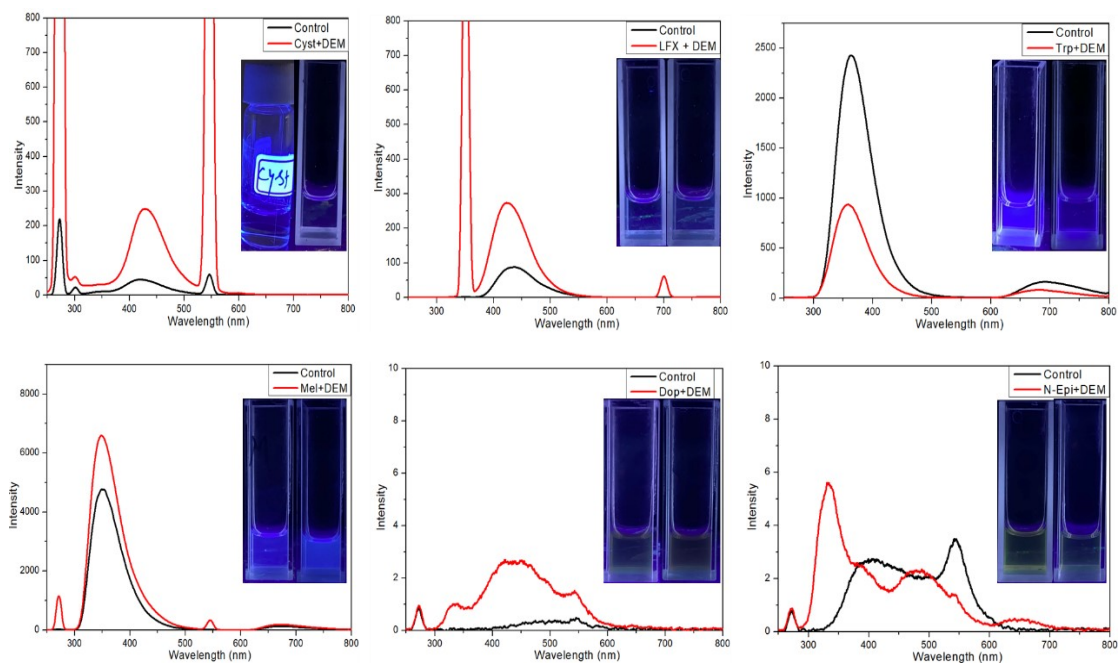 800
700
600
500
400
300
200
100
0
Intensity
Control
Cyst+DEM
Cyst
300 400 500 600 700 800
Wavelength (nm)
800
700
600
500
400
300
200
100
0
Intensity
Control
LFX + DEM
300 400 500 600 700 800
Wavelength (nm)
2500
2000
1500
1000
500
0
Intensity
Control
Trp+DEM
300 400 500 600 700 800
Wavelength (nm)
8000
6000
4000
2000
0
Intensity
Control
Mel+DEM
300 400 500 600 700 800
Wavelength (nm)
10
8
6
4
2
0
Intensity
Control
Dop+DEM
300 400 500 600 700 800
Wavelength (nm)
10
8
6
4
2
0
Intensity
Control
N-Epi+DEM
300 400 500 600 700 800
Wavelength (nm)